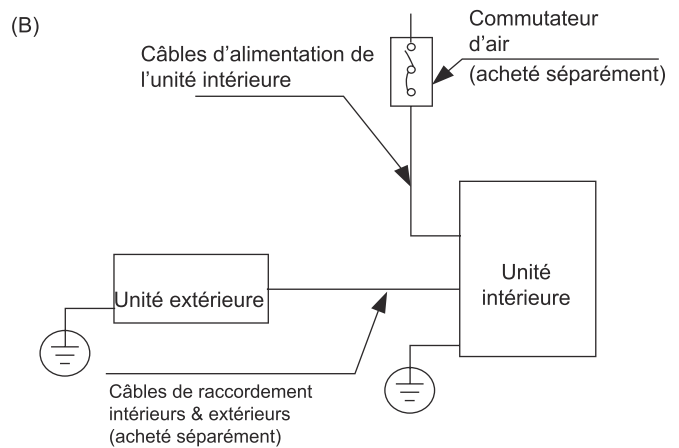 (B)
Câbles d’alimentation de
l’unité intérieure
Commutateur
d’air
(acheté séparément)
Unité
intérieure
Unité extérieure
Câbles de raccordement
intérieurs & extérieurs
(acheté séparément)